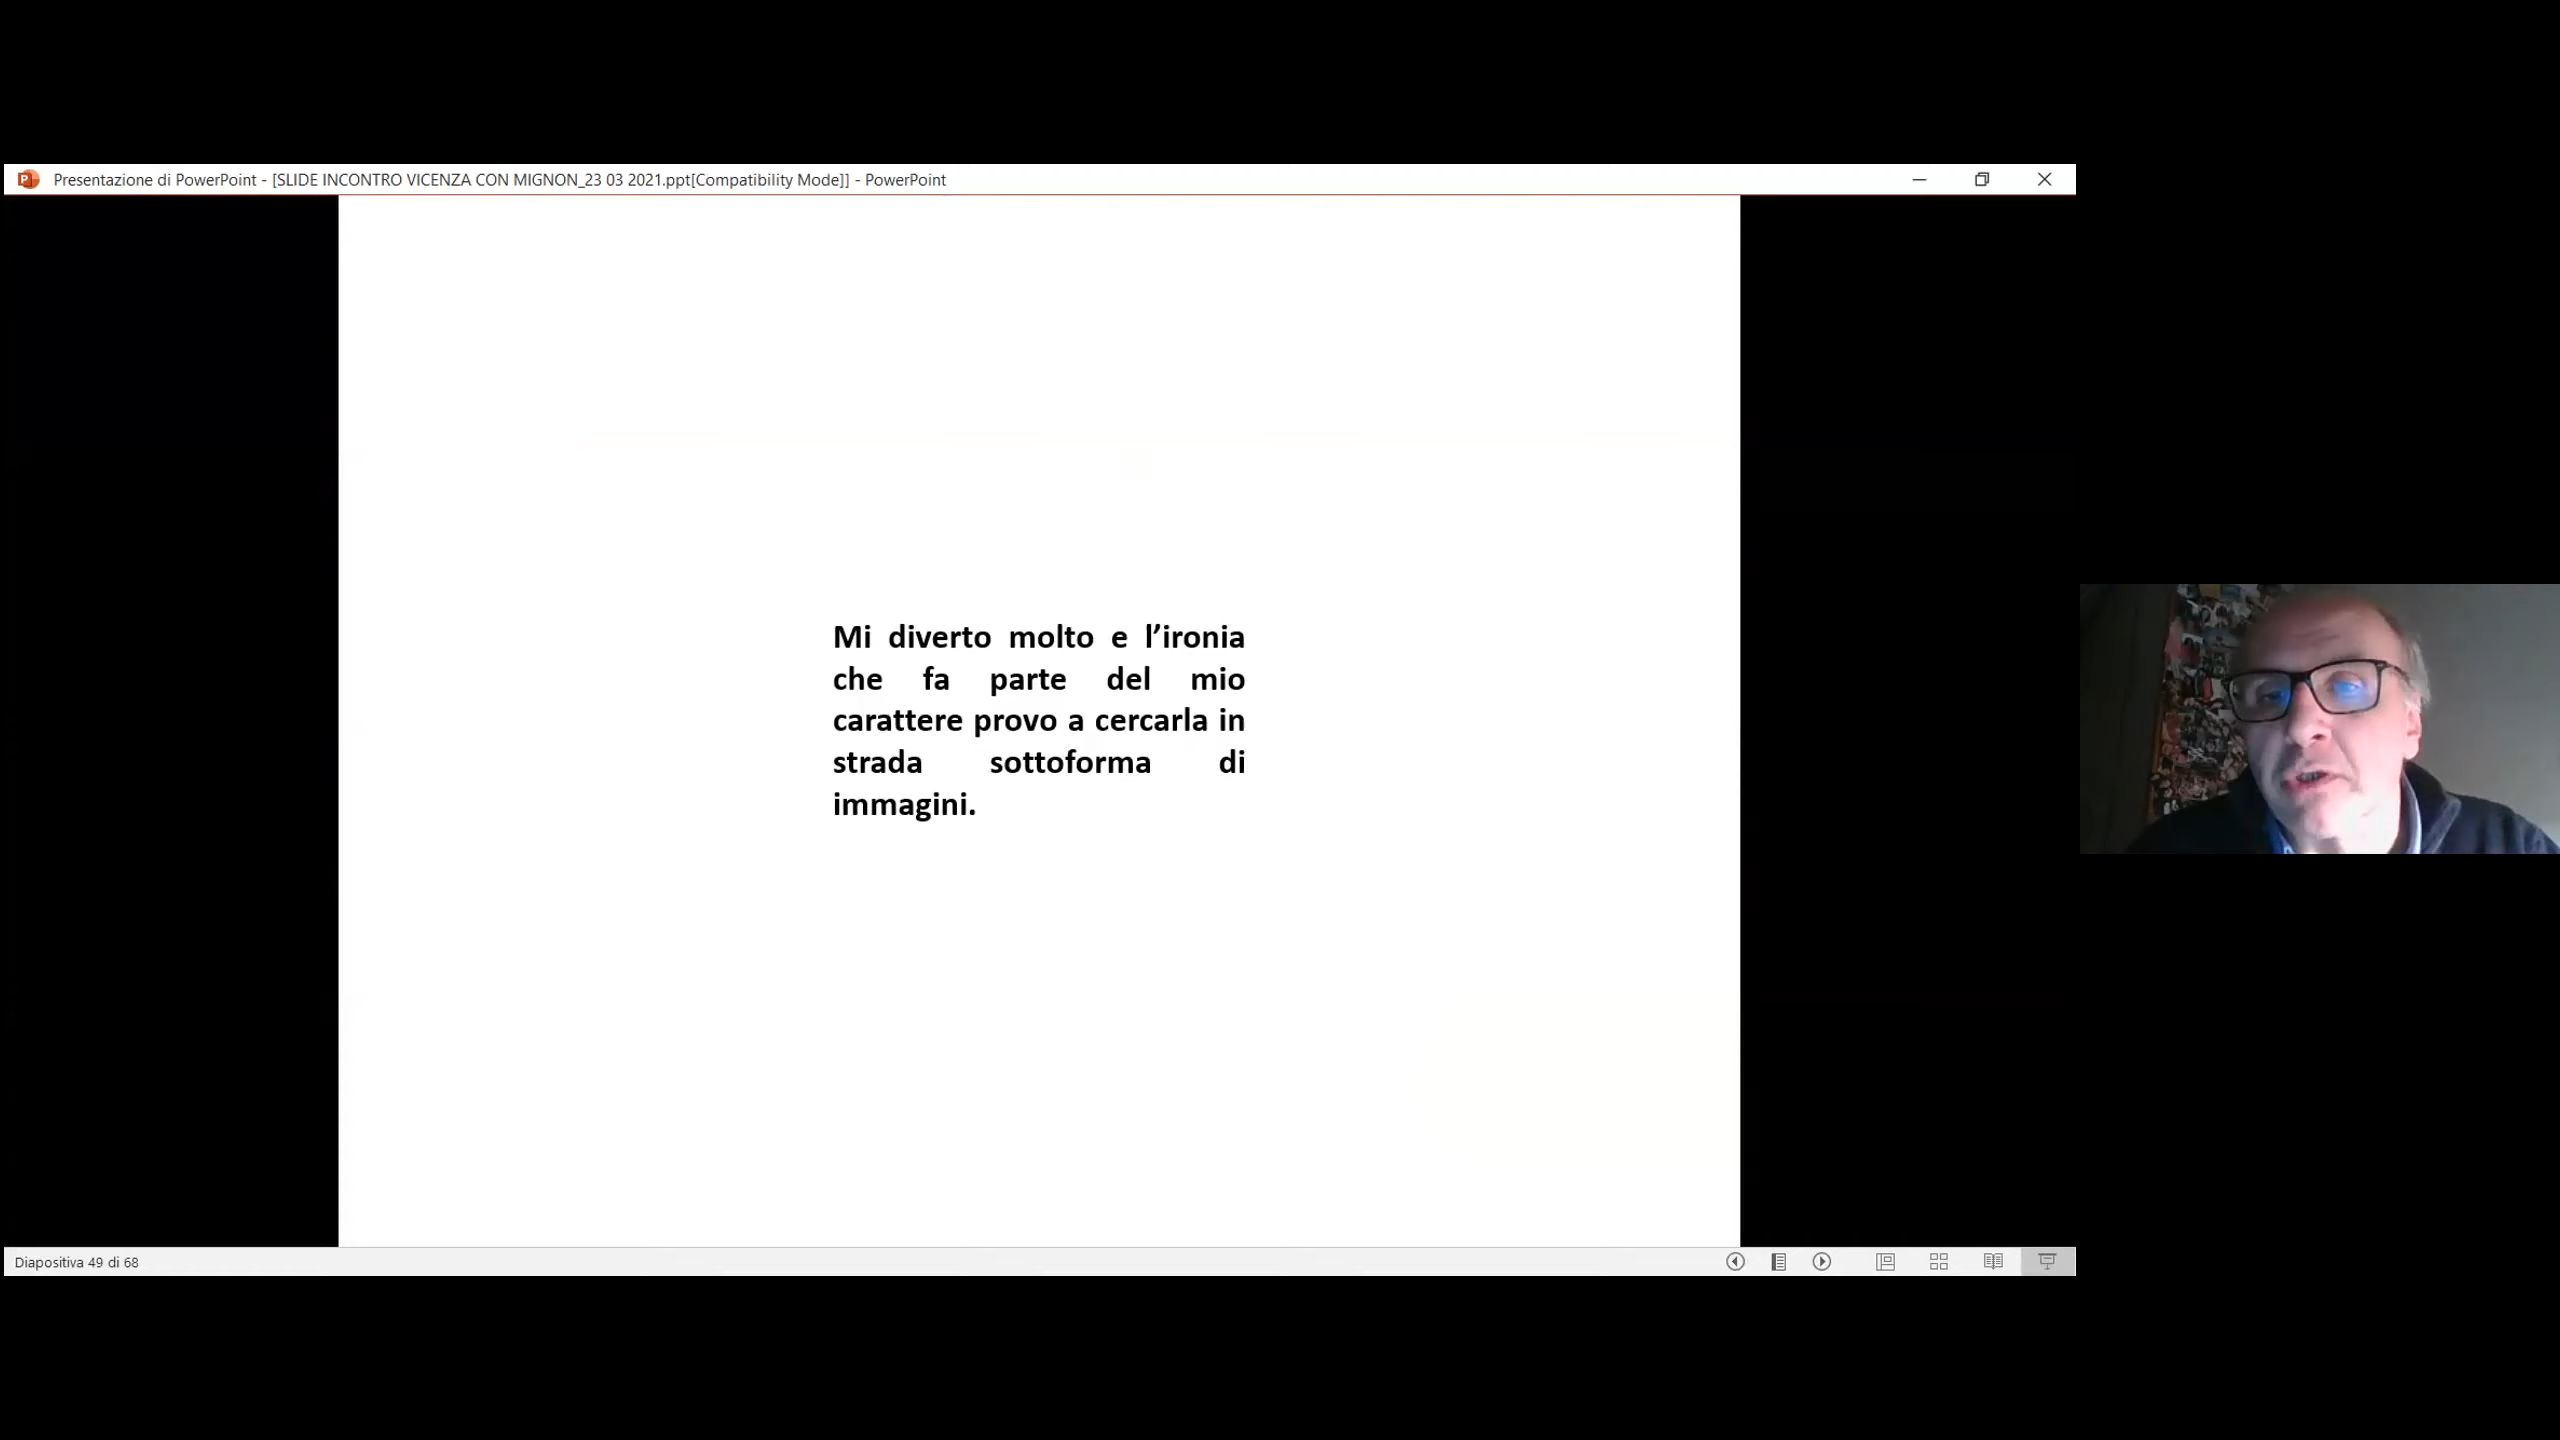 Presentazione di PowerPoint - [SLIDE INCONTRO VICENZA CON MIGNON_23 03 2021.ppt[Compatibility Mode]] - PowerPoint
Mi diverto molto e l’ironia
che fa parte del mio
carattere provo a cercarla in
strada sottoforma di
immagini.
Diapositiva 49 di 68